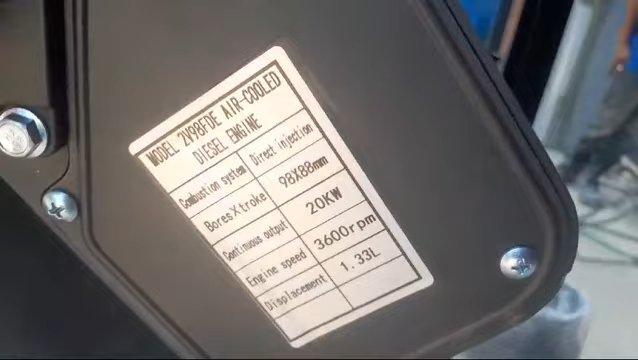 MODEL 2V98FDE AIR-COOLED
DIESEL ENGINE
Combustion system Direct injection
BoresXtroke 98X88mm
Continuous output 20KW
Engine speed 3600rpm
Displacement 1.33L